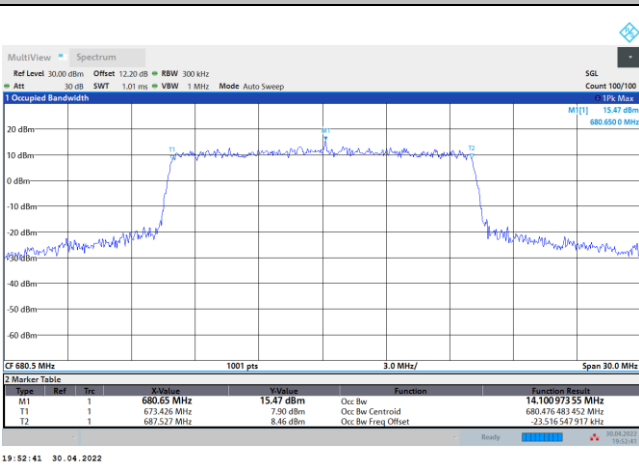 MultiView Spectrum
Ref Level 30.00 dBm Offset 12.20 dB RBW 300 kHz SGL
Att 30 dB SWT 1.01 ms VBW 1 MHz Mode Auto Sweep Count 100/100
1 Occupied Bandwidth 1Pk Max
M1[1] 15.47 dBm
680.650 0 MHz
20 dBm
M1
T1 T2
10 dBm
0 dBm
-10 dBm
-20 dBm
-30 dBm
-40 dBm
-50 dBm
-60 dBm
CF 680.5 MHz 1001 pts 3.0 MHz/ Span 30.0 MHz
2 Marker Table
Type Ref Trc X-Value Y-Value Function Function Result
M1 1 680.65 MHz 15.47 dBm Occ Bw 14.100 973 55 MHz
T1 1 673.426 MHz 7.90 dBm Occ Bw Centroid 680.476 483 452 MHz
T2 1 687.527 MHz 8.46 dBm Occ Bw Freq Offset -23.516 547 917 kHz
Ready 30.04.2022
19:52:41
19:52:41 30.04.2022